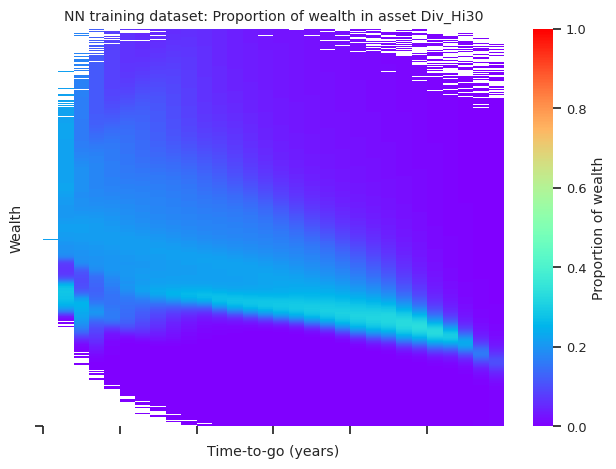 NN training dataset: Proportion of wealth in asset Div_Hi30
Wealth
Time-to-go (years)
1.0
0.8
0.6
0.4
0.2
0.0
Proportion of wealth